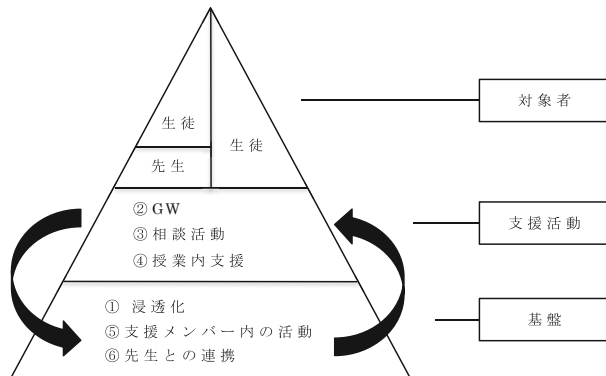 対象者
生徒
生徒
先生
②GW
③相談活動
④授業内支援
支援活動
① 浸透化
⑤支援メンバー内の活動
⑥先生との連携
基盤